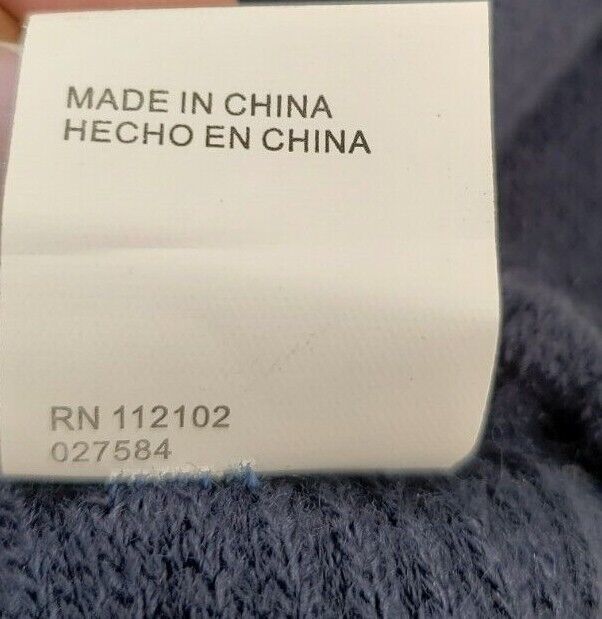 MADE IN CHINA
HECHO EN CHINA
RN 112102
027584